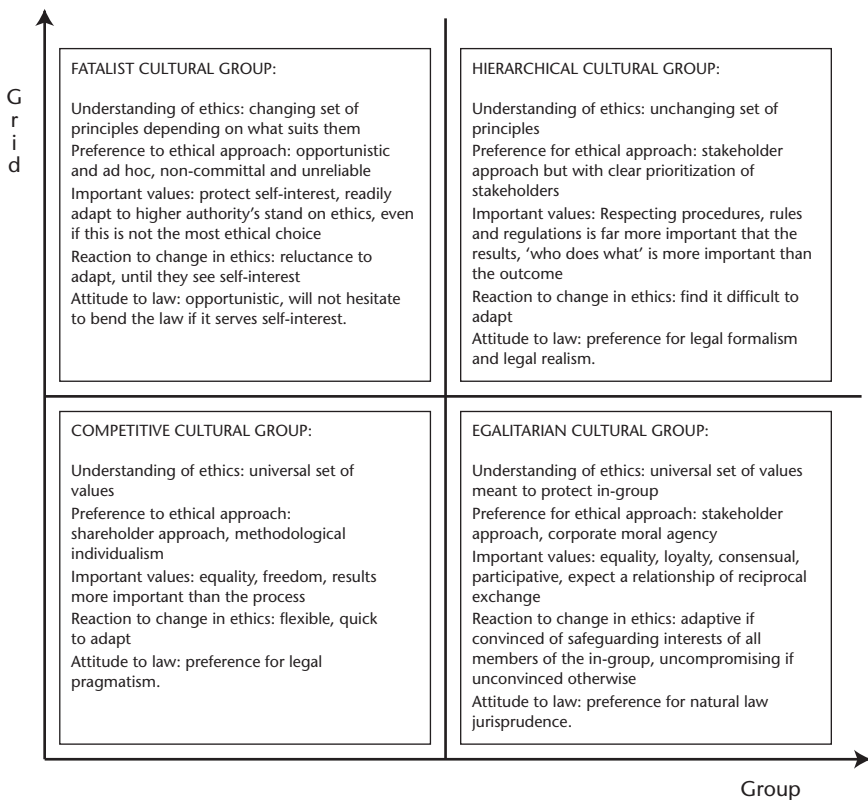 G
r
i
d
FATALIST CULTURAL GROUP:
Understanding of ethics: changing set of
principles depending on what suits them
Preference to ethical approach: opportunistic
and ad hoc, non-committal and unreliable
Important values: protect self-interest, readily
adapt to higher authority's stand on ethics, even
if this is not the most ethical choice
Reaction to change in ethics: reluctance to
adapt, until they see self-interest
Attitude to law: opportunistic, will not hesitate
to bend the law if it serves self-interest.
HIERARCHICAL CULTURAL GROUP:
Understanding of ethics: unchanging set of
principles
Preference for ethical approach: stakeholder
approach but with clear prioritization of
stakeholders
Important values: Respecting procedures, rules
and regulations is far more important that the
results, 'who does what' is more important than
the outcome
Reaction to change in ethics: find it difficult to
adapt
Attitude to law: preference for legal formalism
and legal realism.
COMPETITIVE CULTURAL GROUP:
Understanding of ethics: universal set of
values
Preference to ethical approach:
shareholder approach, methodological
individualism
Important values: equality, freedom, results
more important than the process
Reaction to change in ethics: flexible, quick
to adapt
Attitude to law: preference for legal
pragmatism.
EGALITARIAN CULTURAL GROUP:
Understanding of ethics: universal set of values
meant to protect in-group
Preference for ethical approach: stakeholder
approach, corporate moral agency
Important values: equality, loyalty, consensual,
participative, expect a relationship of reciprocal
exchange
Reaction to change in ethics: adaptive if
convinced of safeguarding interests of all
members of the in-group, uncompromising if
unconvinced otherwise
Attitude to law: preference for natural law
jurisprudence.
Group